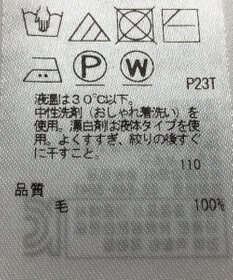 P W
P23T
液温は30℃以下。
中性洗剤(おしゃれ着洗い)を
使用。漂白剤は液体タイプを使
用。よくすすぎ、絞りの後すぐ
に干すこと。
110
品質
毛 100%